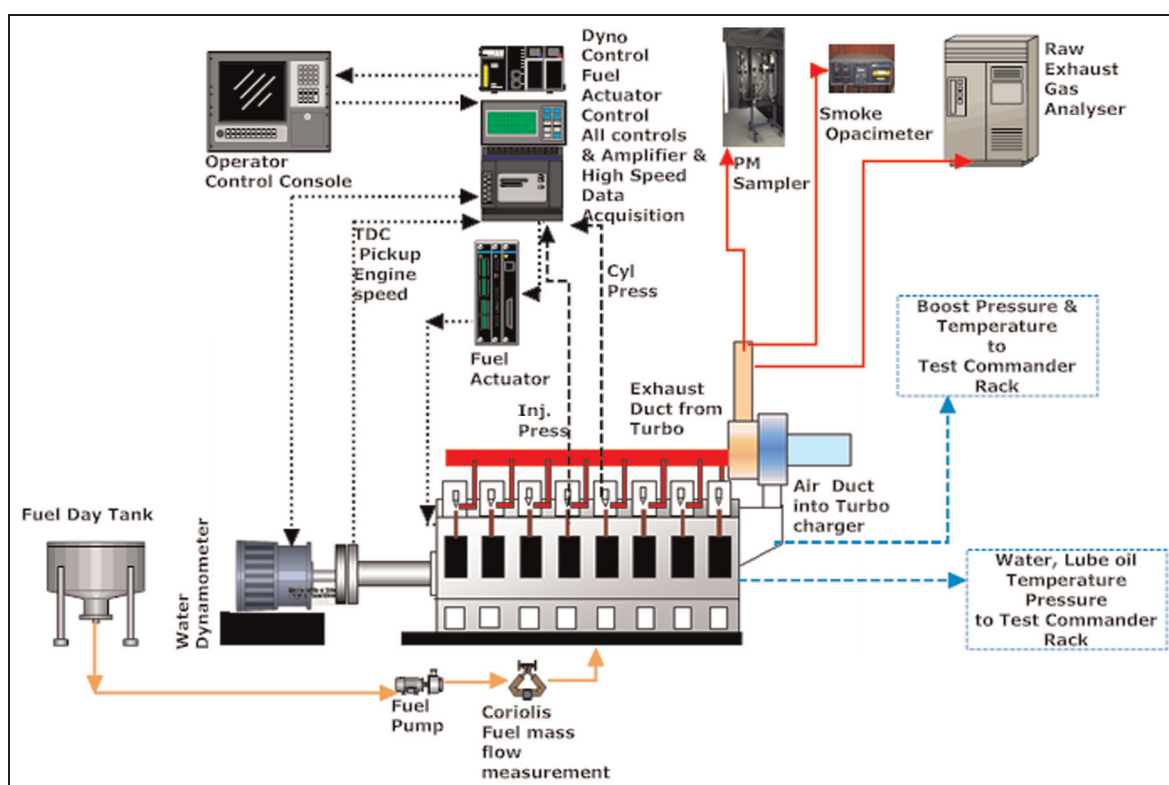 Operator
Control Console
Dyno
Control
Fuel
Actuator
Control
All controls
& Amplifier &
High Speed
Data
Acquisition
PM
Sampler
Smoke
Opacimeter
Raw
Exhaust
Gas
Analyser
TDC
Pickup
Engine
speed
Cyl
Press
Fuel
Actuator
Inj.
Press
Exhaust
Duct from
Turbo
Boost Pressure &
Temperature
to
Test Commander
Rack
Air Duct
into Turbo
charger
Fuel Day Tank
Water
Dynamometer
Water, Lube oil
Temperature
Pressure
to Test Commander
Rack
Fuel
Pump
Coriolis
Fuel mass
flow
measurement